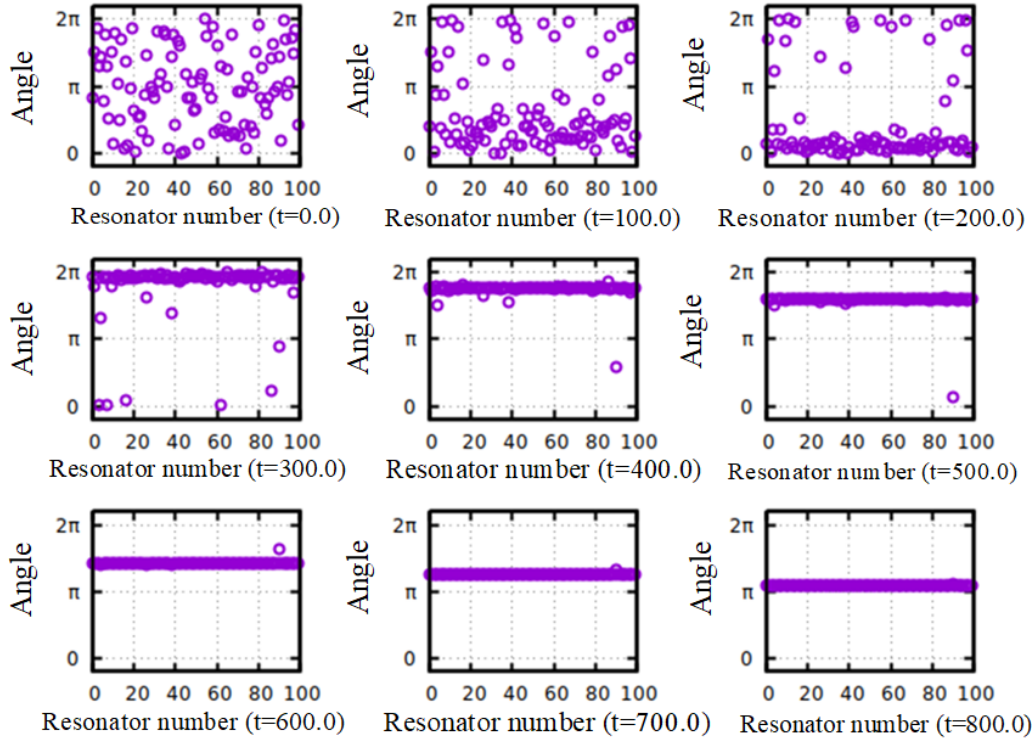 2π
π
0
Angle
0 20 40 60 80 100
Resonator number (t=0.0)
2π
π
0
Angle
0 20 40 60 80 100
Resonator number (t=100.0)
2π
π
0
Angle
0 20 40 60 80 100
Resonator number (t=200.0)
2π
π
0
Angle
0 20 40 60 80 100
Resonator number (t=300.0)
2π
π
0
Angle
0 20 40 60 80 100
Resonator number (t=400.0)
2π
π
0
Angle
0 20 40 60 80 100
Resonator number (t=500.0)
2π
π
0
Angle
0 20 40 60 80 100
Resonator number (t=600.0)
2π
π
0
Angle
0 20 40 60 80 100
Resonator number (t=700.0)
2π
π
0
Angle
0 20 40 60 80 100
Resonator number (t=800.0)